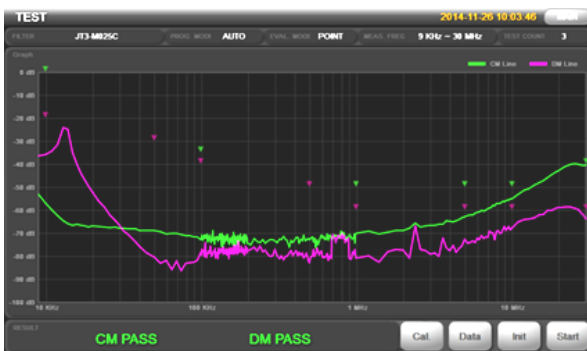 TEST 2014-11-26 10:03:46
FILTER JT3-M025C PROG. MODE AUTO EVAL. MODE POINT MEAS. FREQ 9 KHz ~ 30 MHz TEST COUNT 3
Graph
CM Line DM Line
0 dB
-10 dB
-20 dB
-30 dB
-40 dB
-50 dB
-60 dB
-70 dB
-80 dB
-90 dB
-100 dB
10 KHz 100 KHz 1 MHz 10 MHz
RESULT
CM PASS DM PASS Cal. Data Init Start